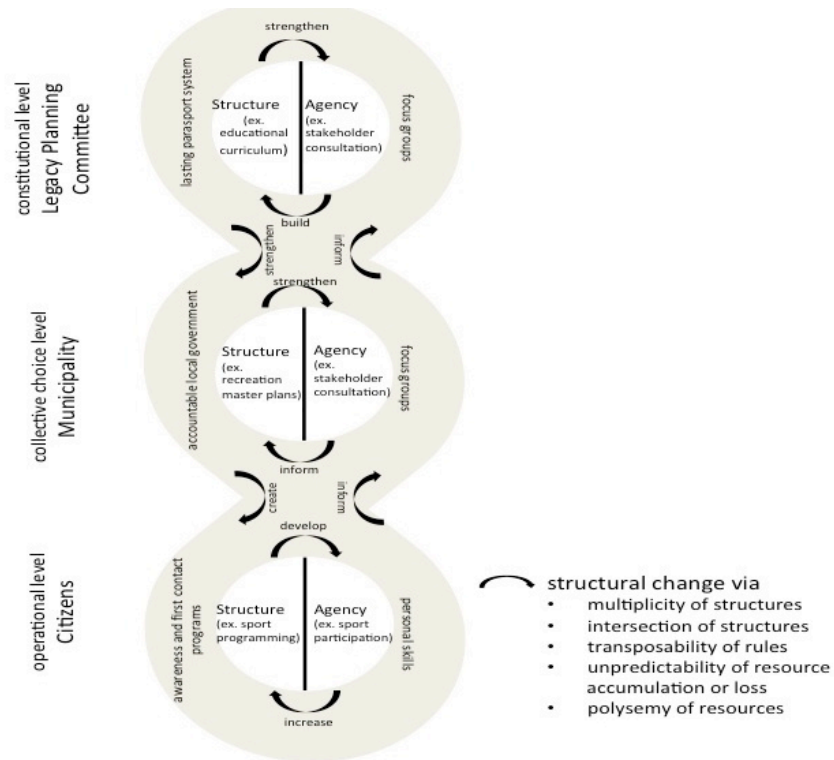 constitutional level
Legacy Planning
Committee
lasting parasport system
strengthen
Structure
(ex.
educational
curriculum)
Agency
(ex.
stakeholder
consultation)
focus groups
build
strengthen
inform
collective choice level
Municipality
accountable local government
strengthen
Structure
(ex.
recreation
master plans)
Agency
(ex.
stakeholder
consultation)
focus groups
inform
create
inform
operational level
Citizens
awareness and first contact
programs
develop
Structure
(ex. sport
programming)
Agency
(ex. sport
participation)
personal skills
increase
structural change via
• multiplicity of structures
• intersection of structures
• transposability of rules
• unpredictability of resource
accumulation or loss
• polysemy of resources